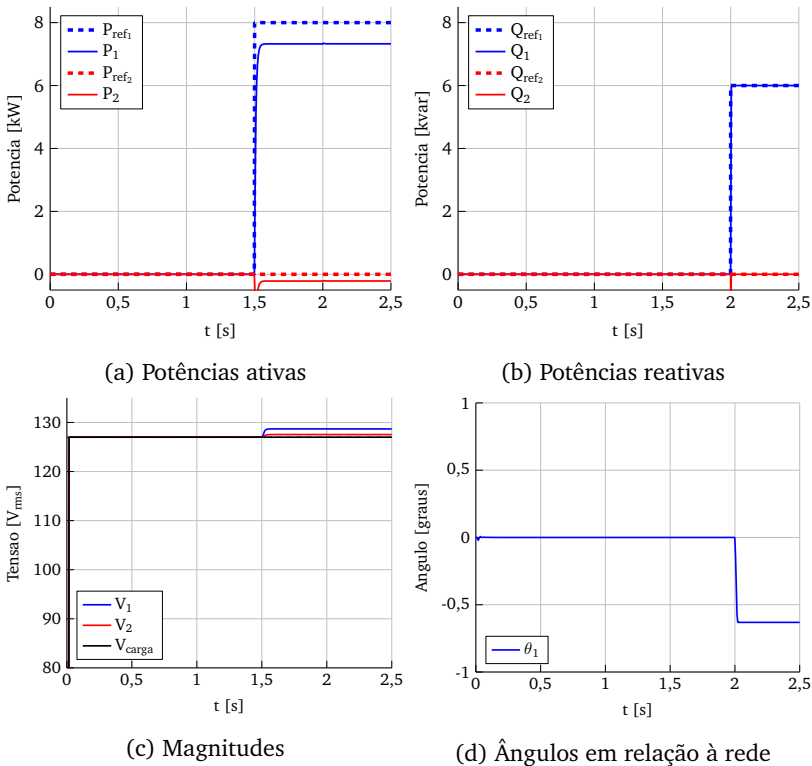 8
6
4
2
0
Potencia [kW]
P_ref1
P_1
P_ref2
P_2
0 0,5 1 1,5 2 2,5
t [s]
(a) Potências ativas
8
6
4
2
0
Potencia [kvar]
Q_ref1
Q_1
Q_ref2
Q_2
0 0,5 1 1,5 2 2,5
t [s]
(b) Potências reativas
130
120
110
100
90
80
Tensao [V_rms]
V_1
V_2
V_carga
0 0,5 1 1,5 2 2,5
t [s]
(c) Magnitudes
1
0,5
0
-0,5
-1
Angulo [graus]
θ_1
0 0,5 1 1,5 2 2,5
t [s]
(d) Ângulos em relação à rede